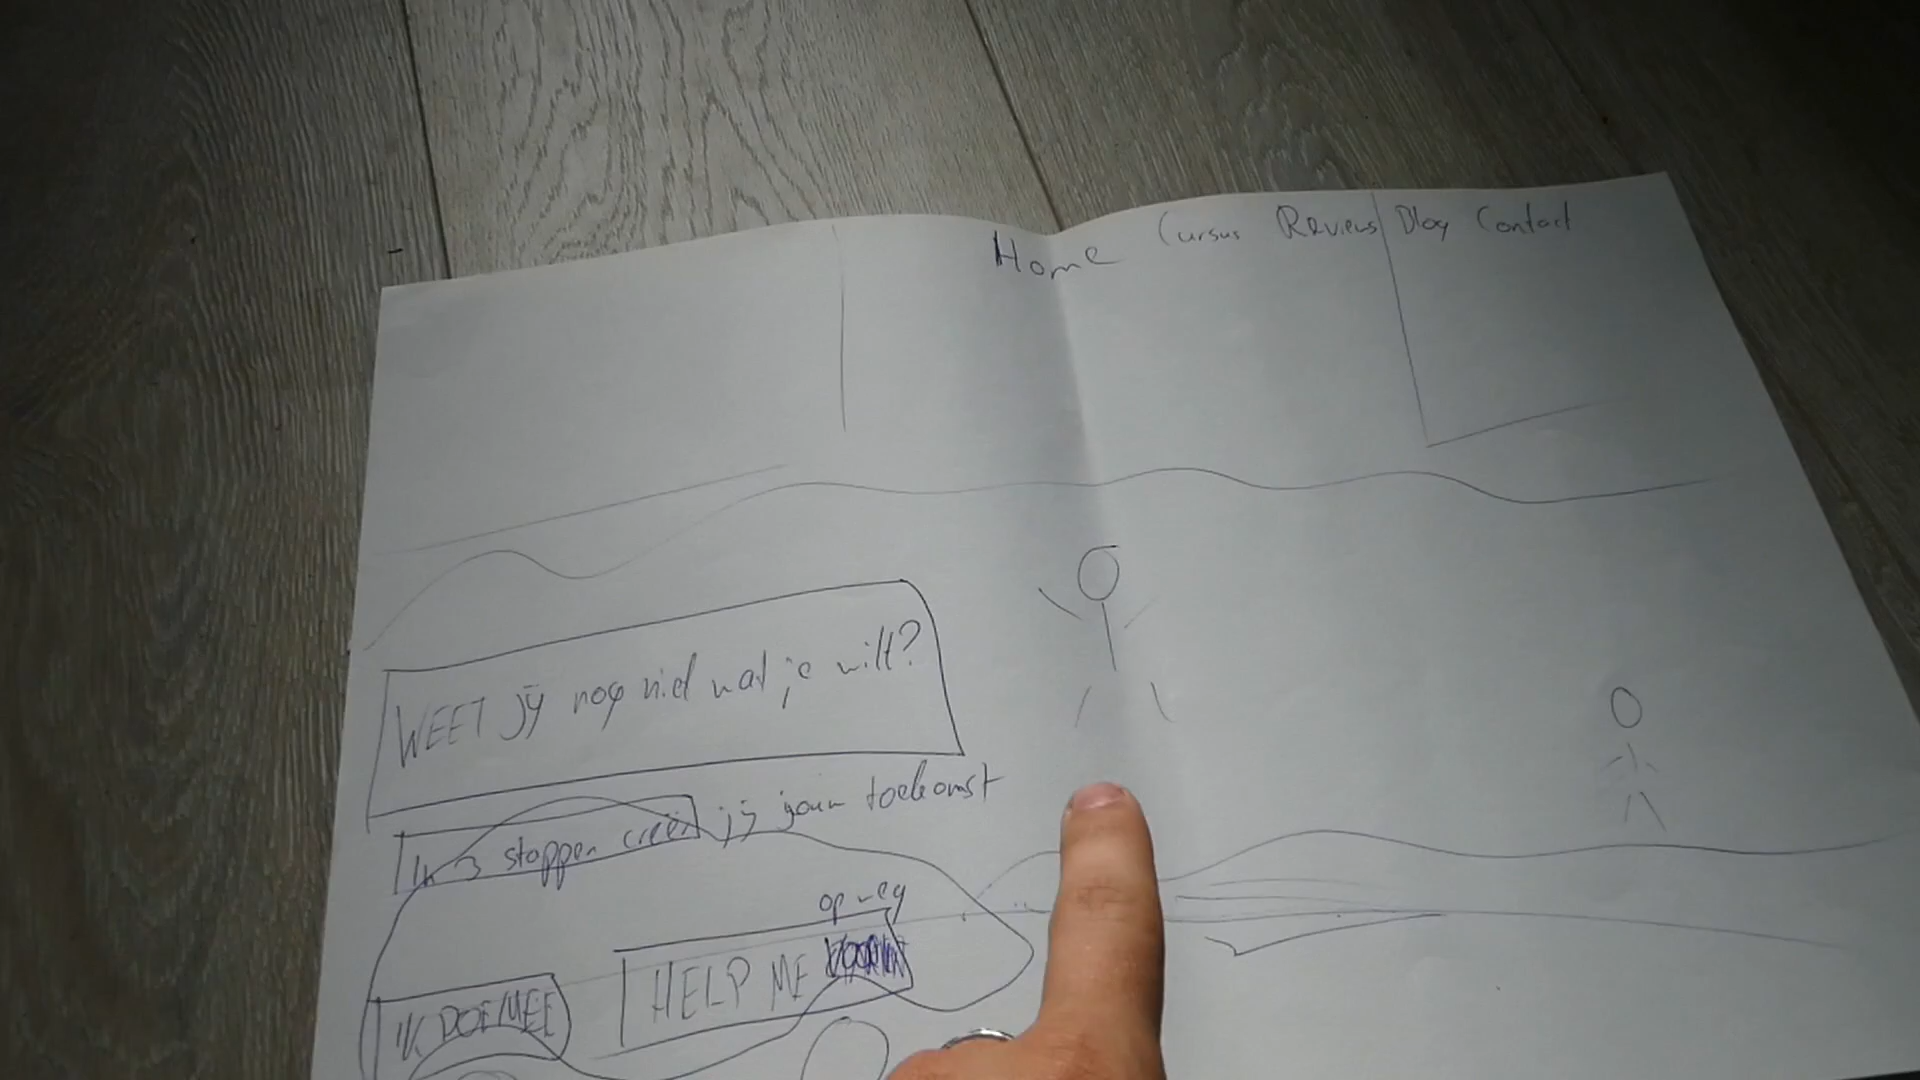 Home Cursus Reviews Blog Contact
WEET jij nog niet wat je wilt?
In 3 stappen creëer jij jouw toekomst
op weg
IK DOE MEE
HELP ME